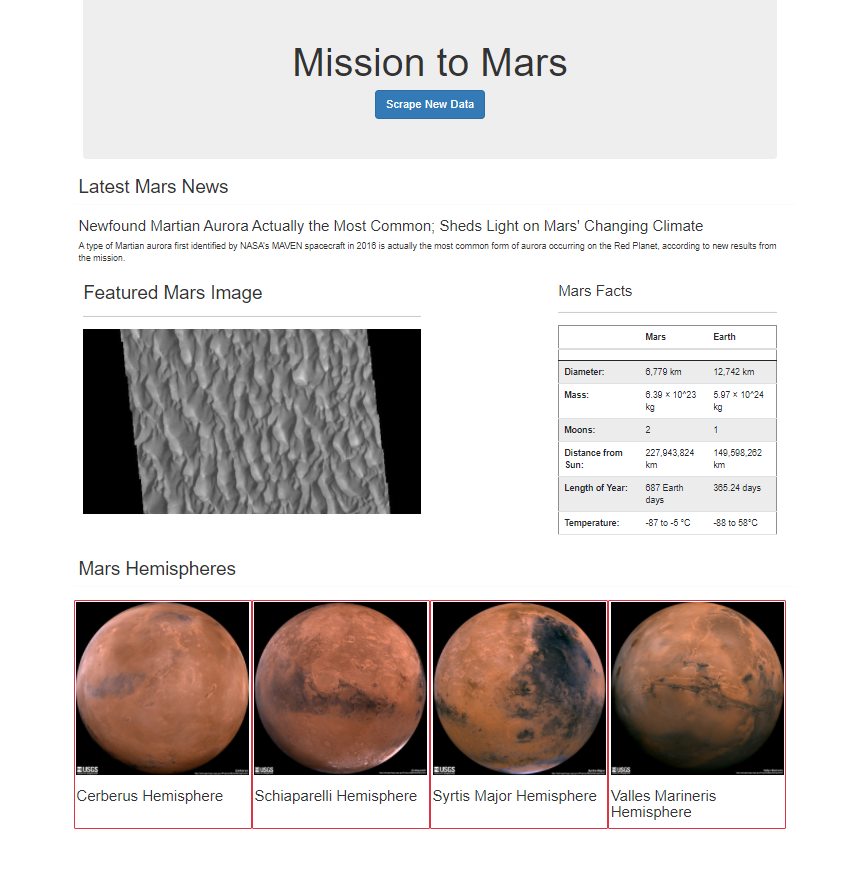 Mission to Mars
Scrape New Data
Latest Mars News
Newfound Martian Aurora Actually the Most Common; Sheds Light on Mars' Changing Climate
A type of Martian aurora first identified by NASA's MAVEN spacecraft in 2016 is actually the most common form of aurora occurring on the Red Planet, according to new results from
the mission.
Featured Mars Image
Mars Facts
Mars Earth
Diameter: 6,779 km 12,742 km
Mass: 6.39 × 10^23 5.97 × 10^24
kg kg
Moons: 2 1
Distance from 227,943,824 149,598,262
Sun: km km
Length of Year: 687 Earth 365.24 days
days
Temperature: -87 to -5 °C -88 to 58°C
Mars Hemispheres
USGS USGS USGS USGS
Cerberus Hemisphere Schiaparelli Hemisphere Syrtis Major Hemisphere Valles Marineris
Hemisphere